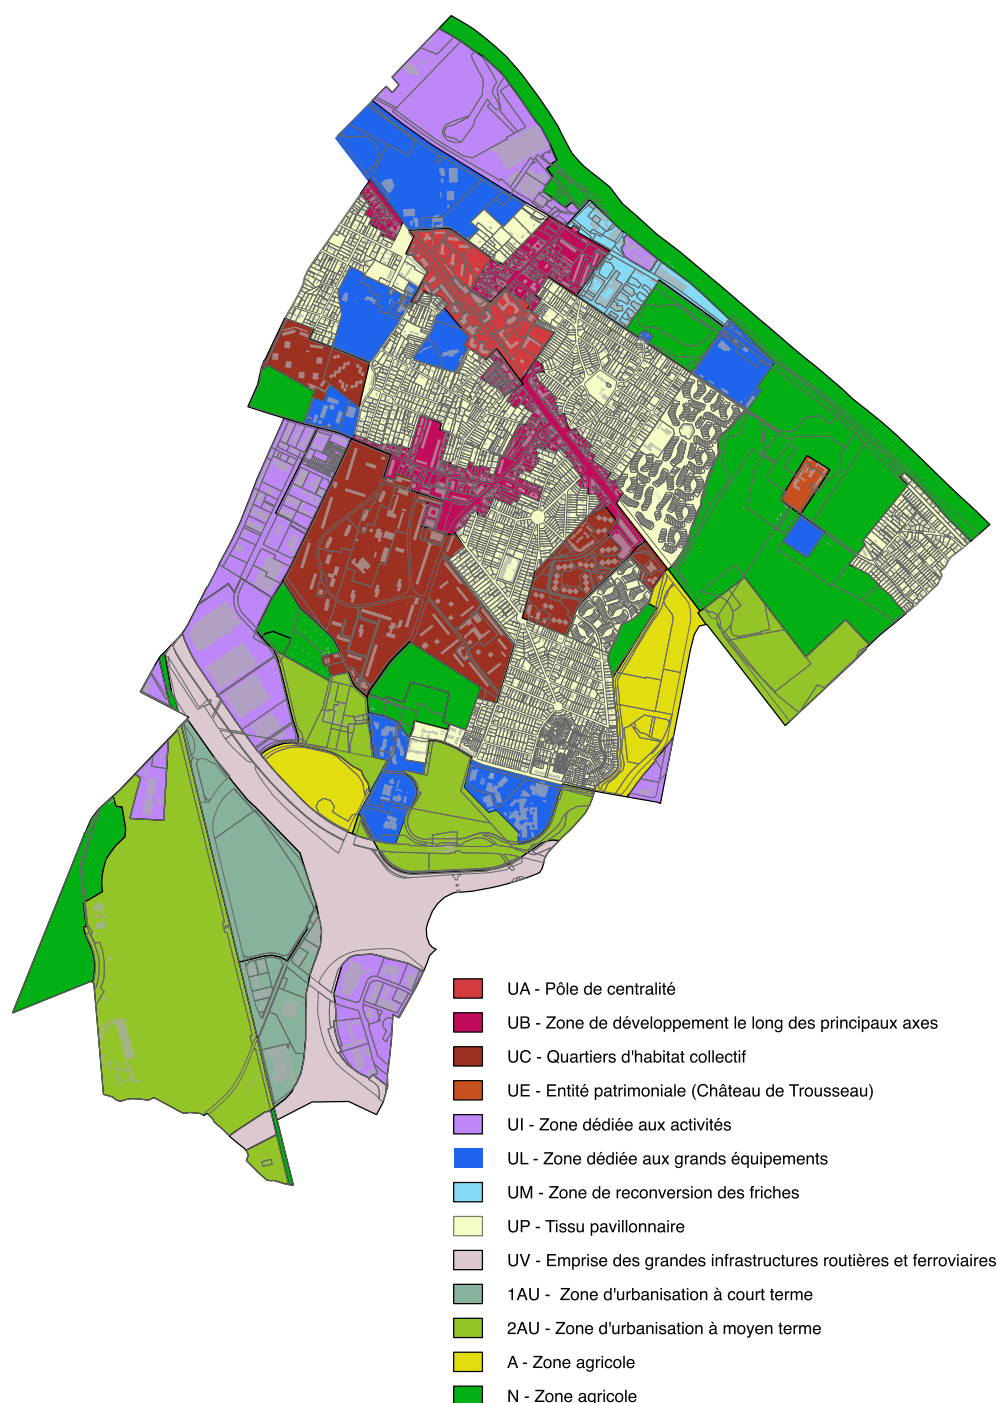 UA - Pôle de centralité
UB - Zone de développement le long des principaux axes
UC - Quartiers d'habitat collectif
UE - Entité patrimoniale (Château de Trousseau)
UI - Zone dédiée aux activités
UL - Zone dédiée aux grands équipements
UM - Zone de reconversion des friches
UP - Tissu pavillonnaire
UV - Emprise des grandes infrastructures routières et ferroviaires
1AU -  Zone d'urbanisation à court terme
2AU - Zone d'urbanisation à moyen terme
A - Zone agricole
N - Zone agricole